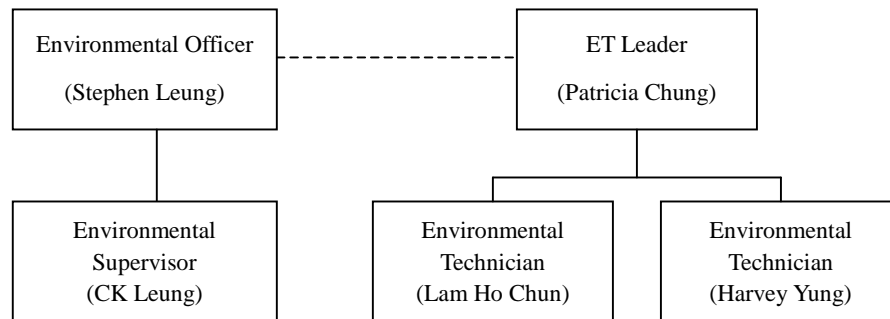 Environmental Officer
(Stephen Leung)
ET Leader
(Patricia Chung)
Environmental
Supervisor
(CK Leung)
Environmental
Technician
(Lam Ho Chun)
Environmental
Technician
(Harvey Yung)